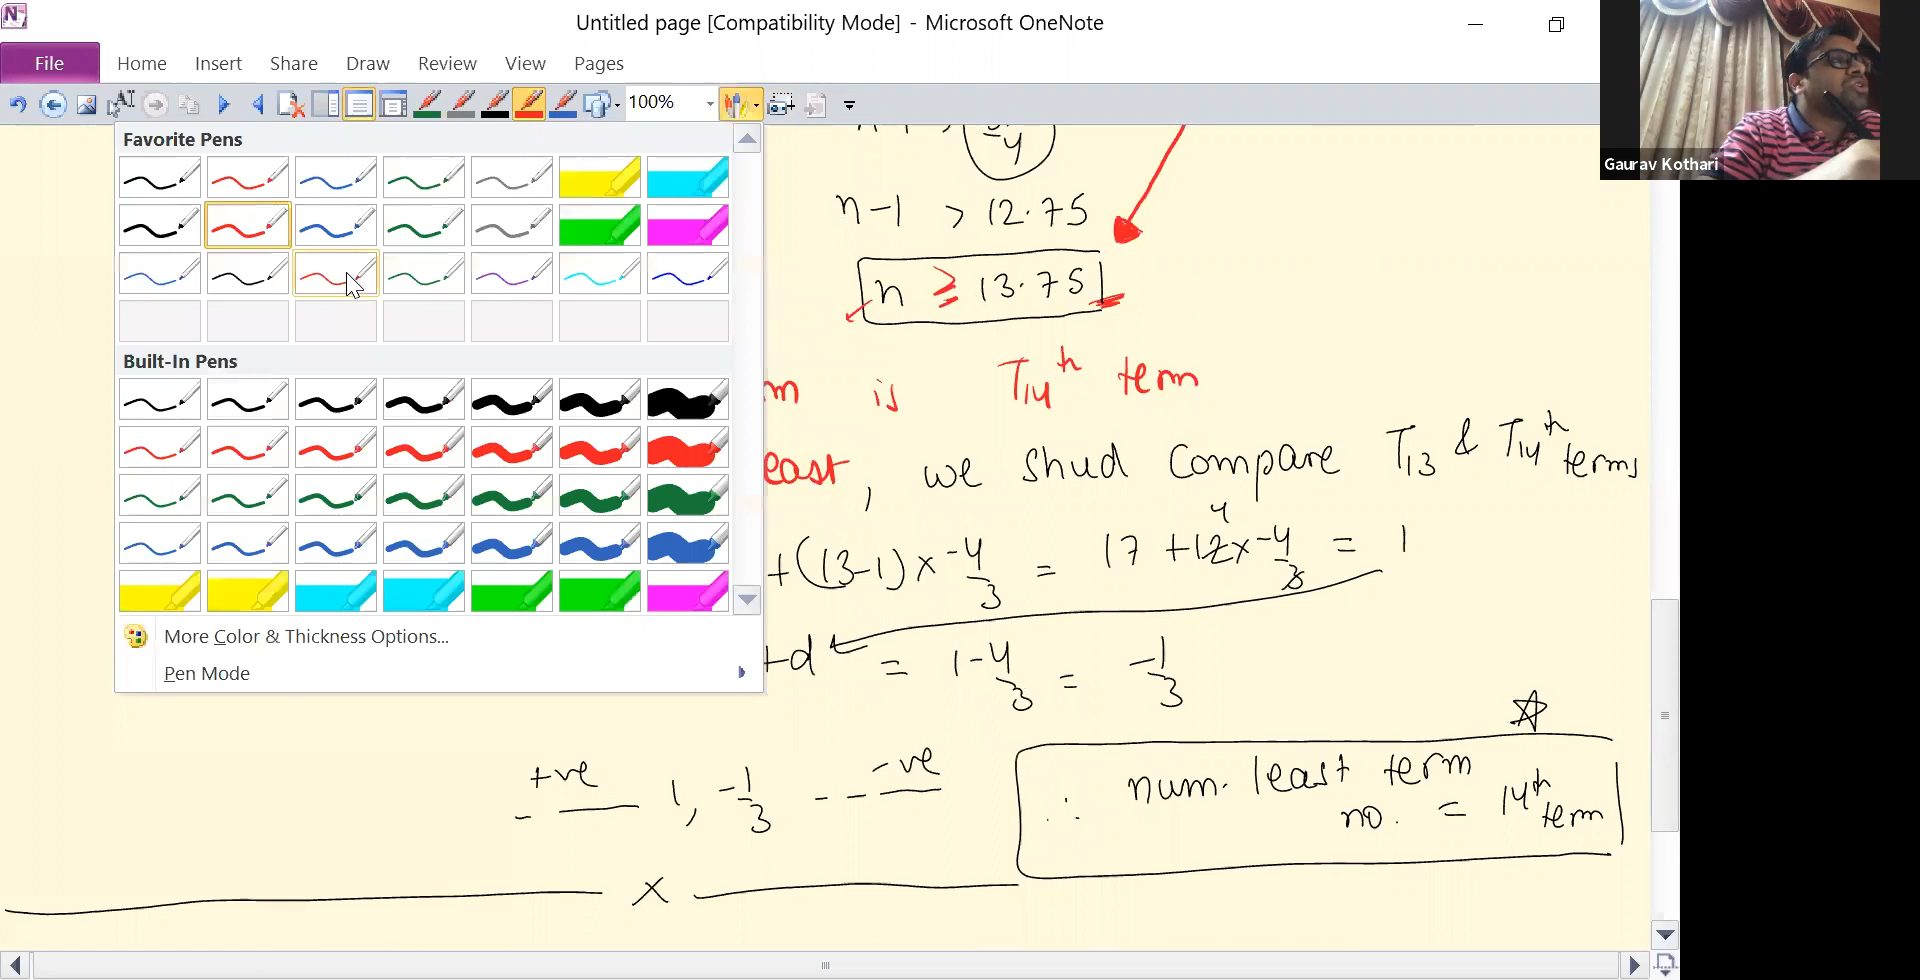 Untitled page [Compatibility Mode] - Microsoft OneNote
File Home Insert Share Draw Review View Pages
100%
Gaurav Kothari
Favorite Pens
Built-In Pens
More Color & Thickness Options...
Pen Mode
n-1 > 12.75
n ≥ 13.75
m is T14th term
east, we shud compare T13 & T14th terms
+(13-1)x-4/3 = 17 +12x-4/3 = 1
4
+d = 1-4/3 = -1/3
+ve 1, -1/3 -- -ve
∴ num. least term no. = 14th term
x